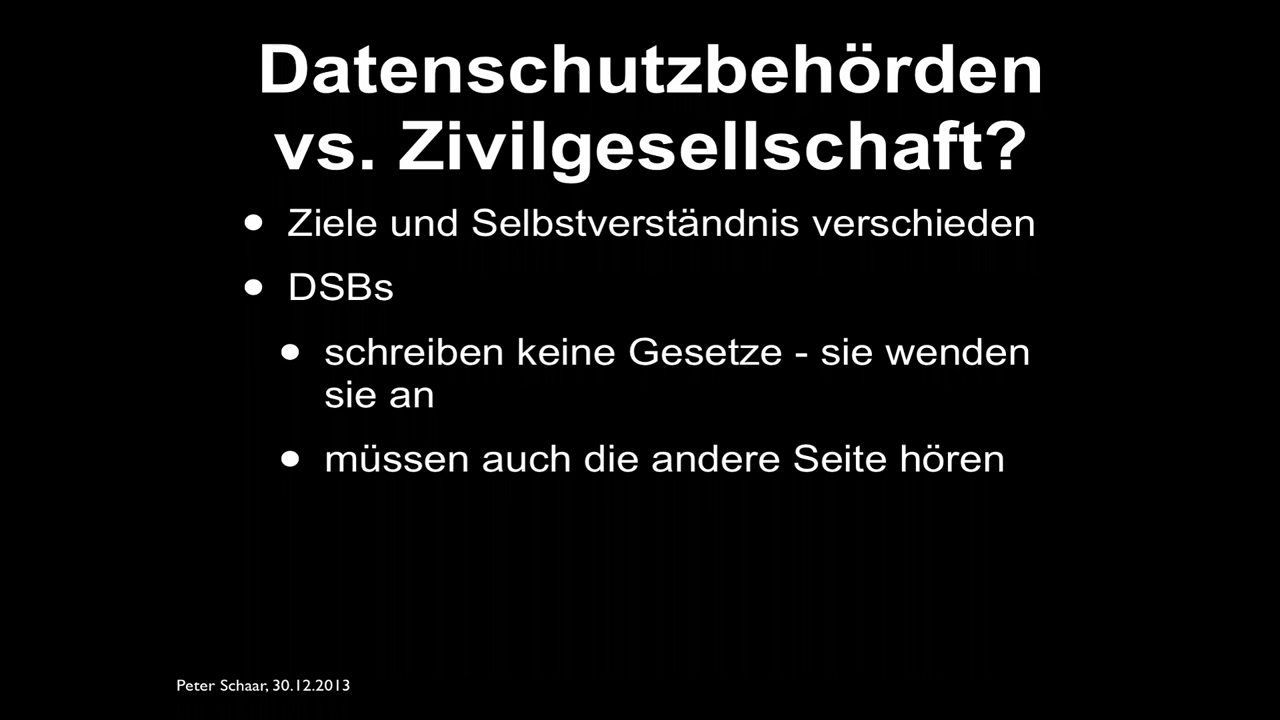 Datenschutzbehörden
vs. Zivilgesellschaft?
• Ziele und Selbstverständnis verschieden
• DSBs
• schreiben keine Gesetze - sie wenden
sie an
• müssen auch die andere Seite hören
Peter Schaar, 30.12.2013